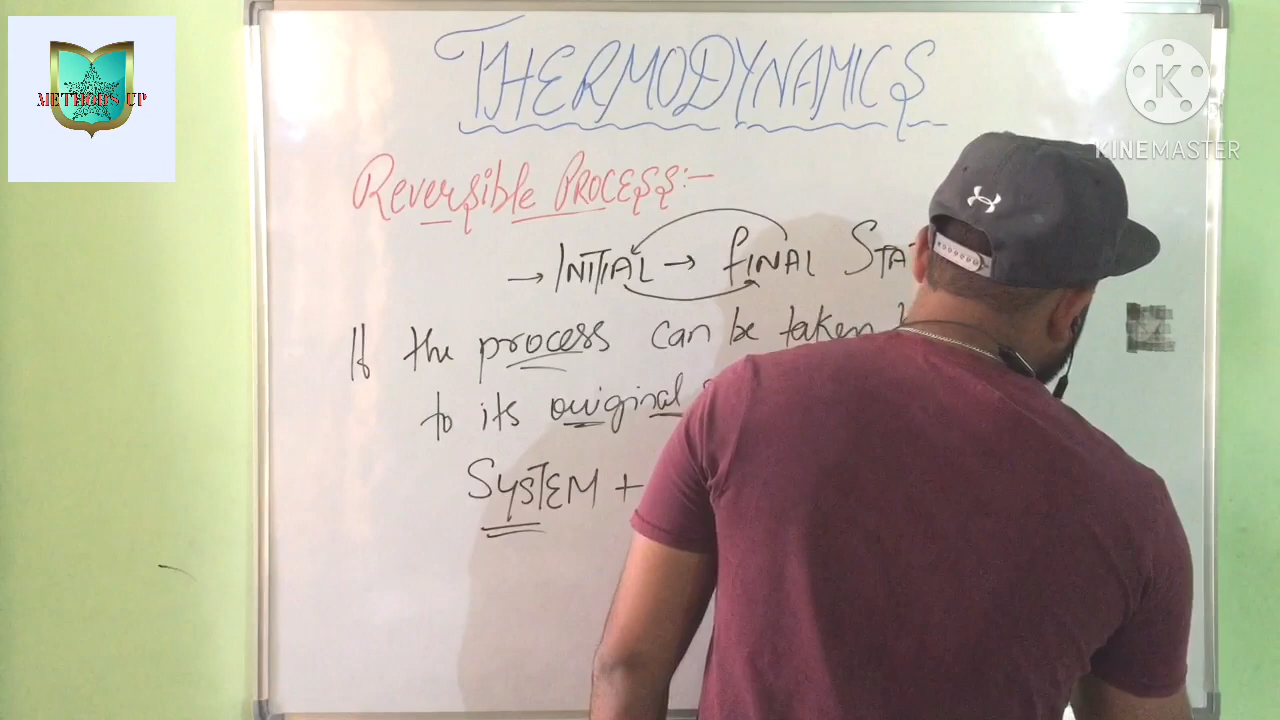 METHODS UP
KINEMASTER
THERMODYNAMICS
Reversible PROCESS:-
→ INITIAL → FINAL STA
If the process can be taken
to its original
SYSTEM +